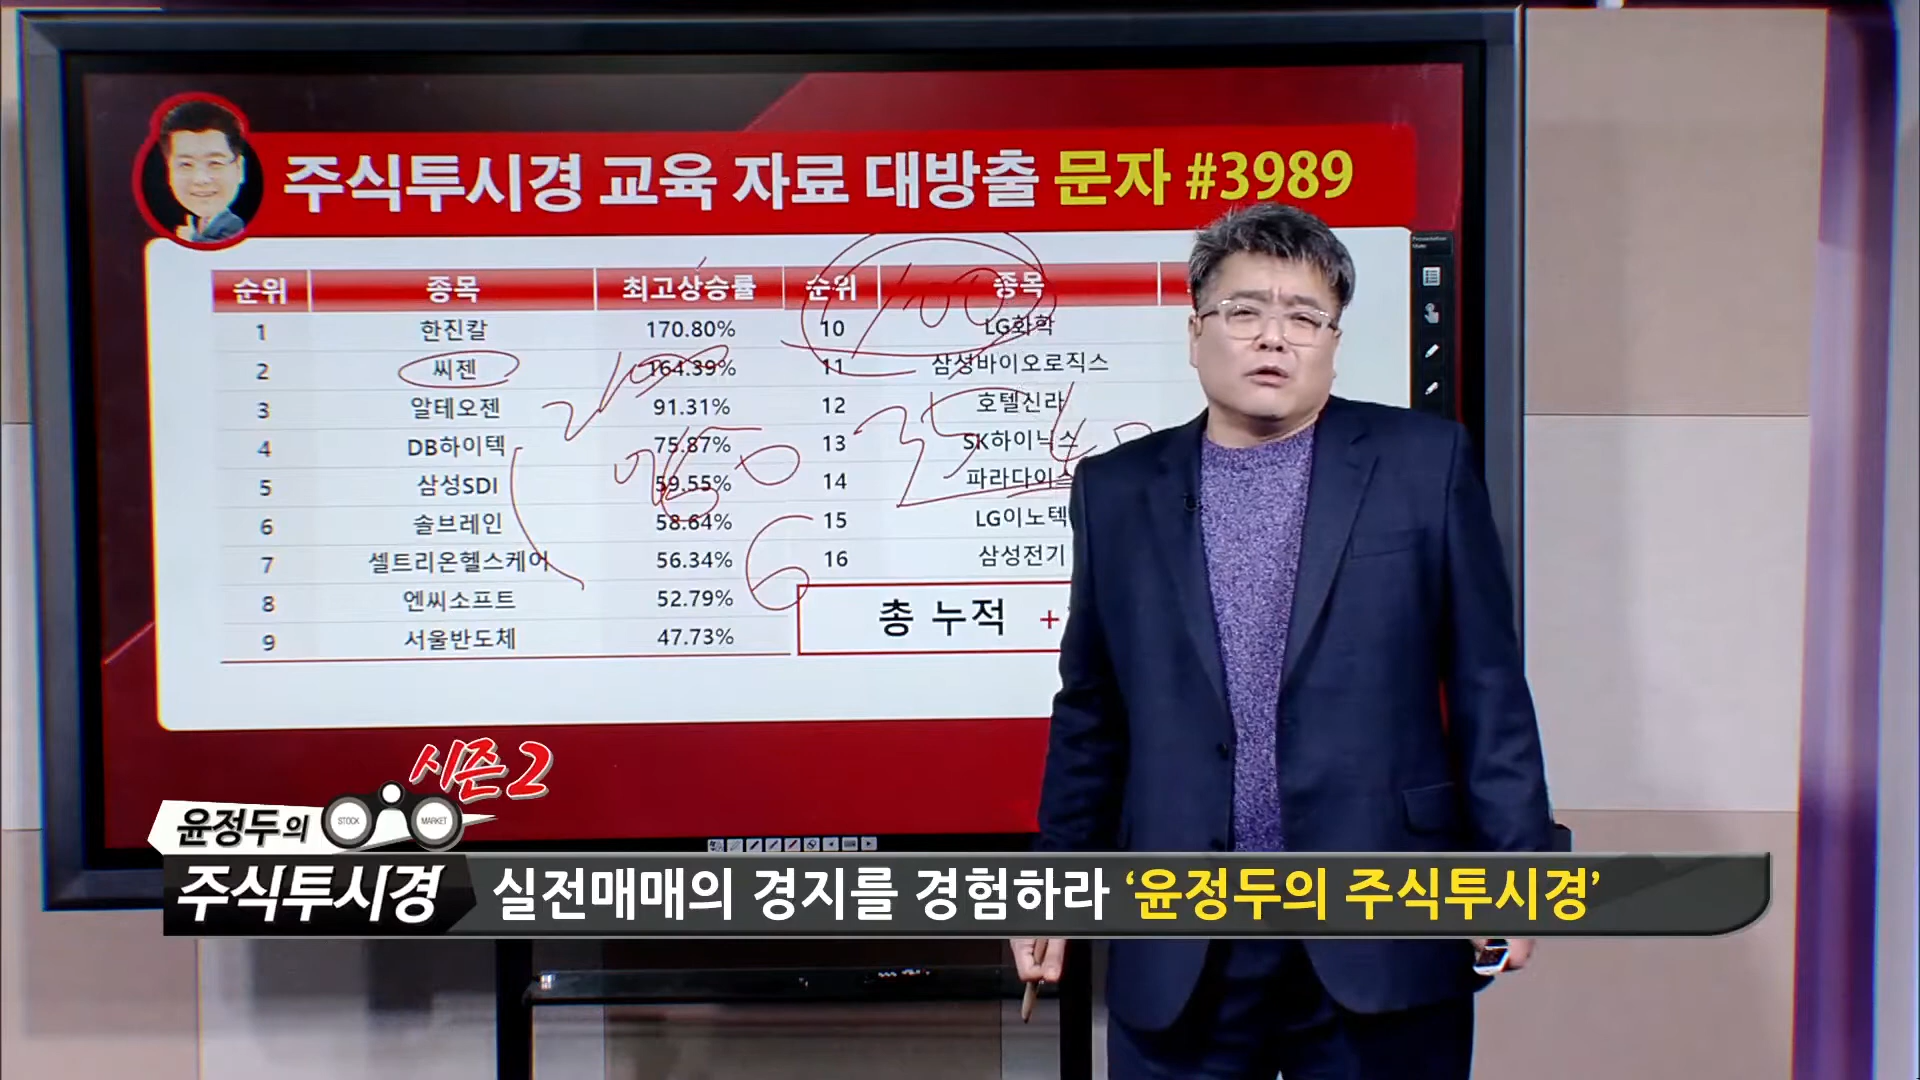 주식투시경 교육 자료 대방출 문자 #3989
순위 종목 최고상승률 순위 종목
1 한진칼 170.80% 10 LG화학
2 씨젠 164.39% 11 삼성바이오로직스
3 알테오젠 91.31% 12 호텔신라
4 DB하이텍 75.87% 13 SK하이닉스
5 삼성SDI 59.55% 14 파라다이스
6 솔브레인 58.64% 15 LG이노텍
7 셀트리온헬스케어 56.34% 16 삼성전기
8 엔씨소프트 52.79%
9 서울반도체 47.73%
총 누적 +
100
35
시즌2
윤정두의
STOCK MARKET
주식투시경
실전매매의 경지를 경험하라 ‘윤정두의 주식투시경’